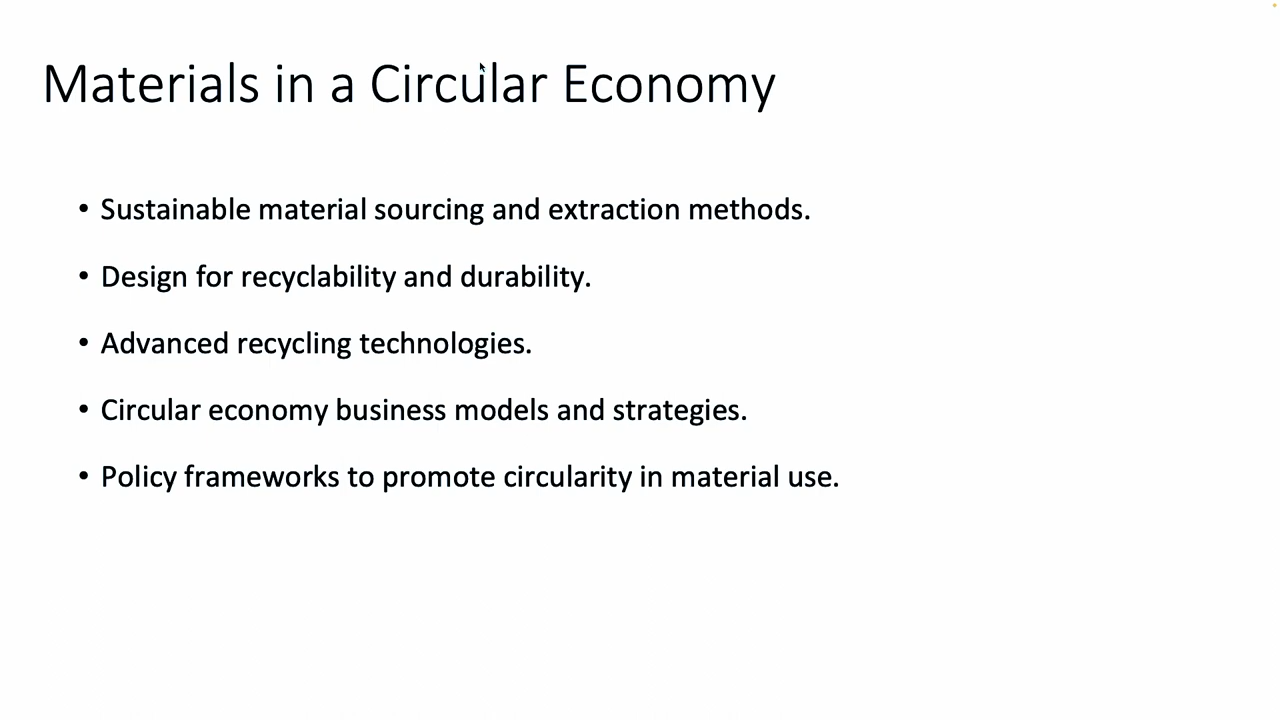 Materials in a Circular Economy
• Sustainable material sourcing and extraction methods.
• Design for recyclability and durability.
• Advanced recycling technologies.
• Circular economy business models and strategies.
• Policy frameworks to promote circularity in material use.